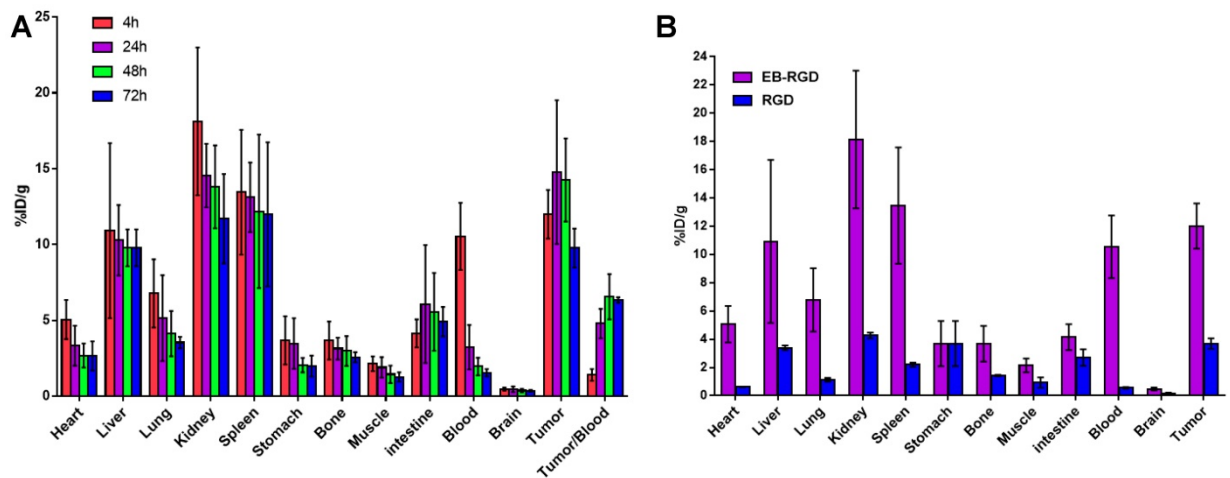 A
25
20
15
10
5
0
%ID/g
4h
24h
48h
72h
Heart
Liver
Lung
Kidney
Spleen
Stomach
Bone
Muscle
intestine
Blood
Brain
Tumor
Tumor/Blood
B
24
22
20
18
16
14
12
10
8
6
4
2
0
%ID/g
EB-RGD
RGD
Heart
Liver
Lung
Kidney
Spleen
Stomach
Bone
Muscle
intestine
Blood
Brain
Tumor